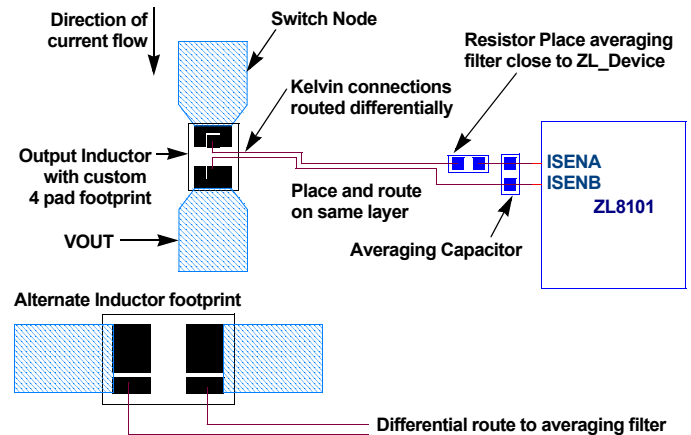 Direction of
current flow
Switch Node
Resistor Place averaging
filter close to ZL_Device
Kelvin connections
routed differentially
Output Inductor
with custom
4 pad footprint
ISENA
ISENB
ZL8101
Place and route
on same layer
VOUT
Averaging Capacitor
Alternate Inductor footprint
Differential route to averaging filter